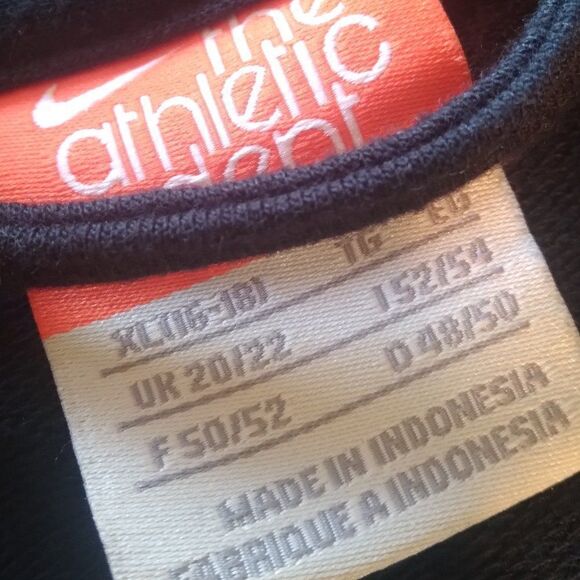 the
athletic
dept
XL(16-18) TG EG
UK 20/22 I 52/54
F 50/52 D 48/50
MADE IN INDONESIA
FABRIQUE A INDONESIA